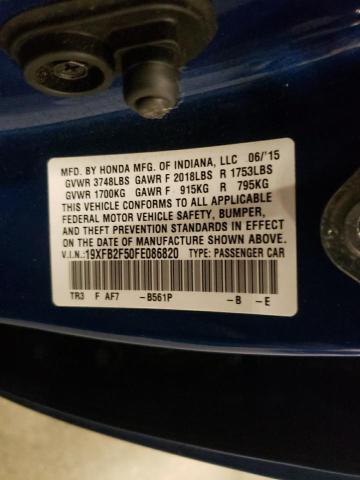 MFD. BY HONDA MFG. OF INDIANA, LLC 06/'15
GVWR 3748LBS GAWR F 2018LBS R 1753LBS
GVWR 1700KG GAWR F 915KG R 795KG
THIS VEHICLE CONFORMS TO ALL APPLICABLE
FEDERAL MOTOR VEHICLE SAFETY, BUMPER,
AND THEFT PREVENTION STANDARDS IN EFFECT
ON THE DATE OF MANUFACTURE SHOWN ABOVE.
V.I.N.: 19XFB2F50FE086820 TYPE: PASSENGER CAR
TR3 F AF7 -B561P -B -E